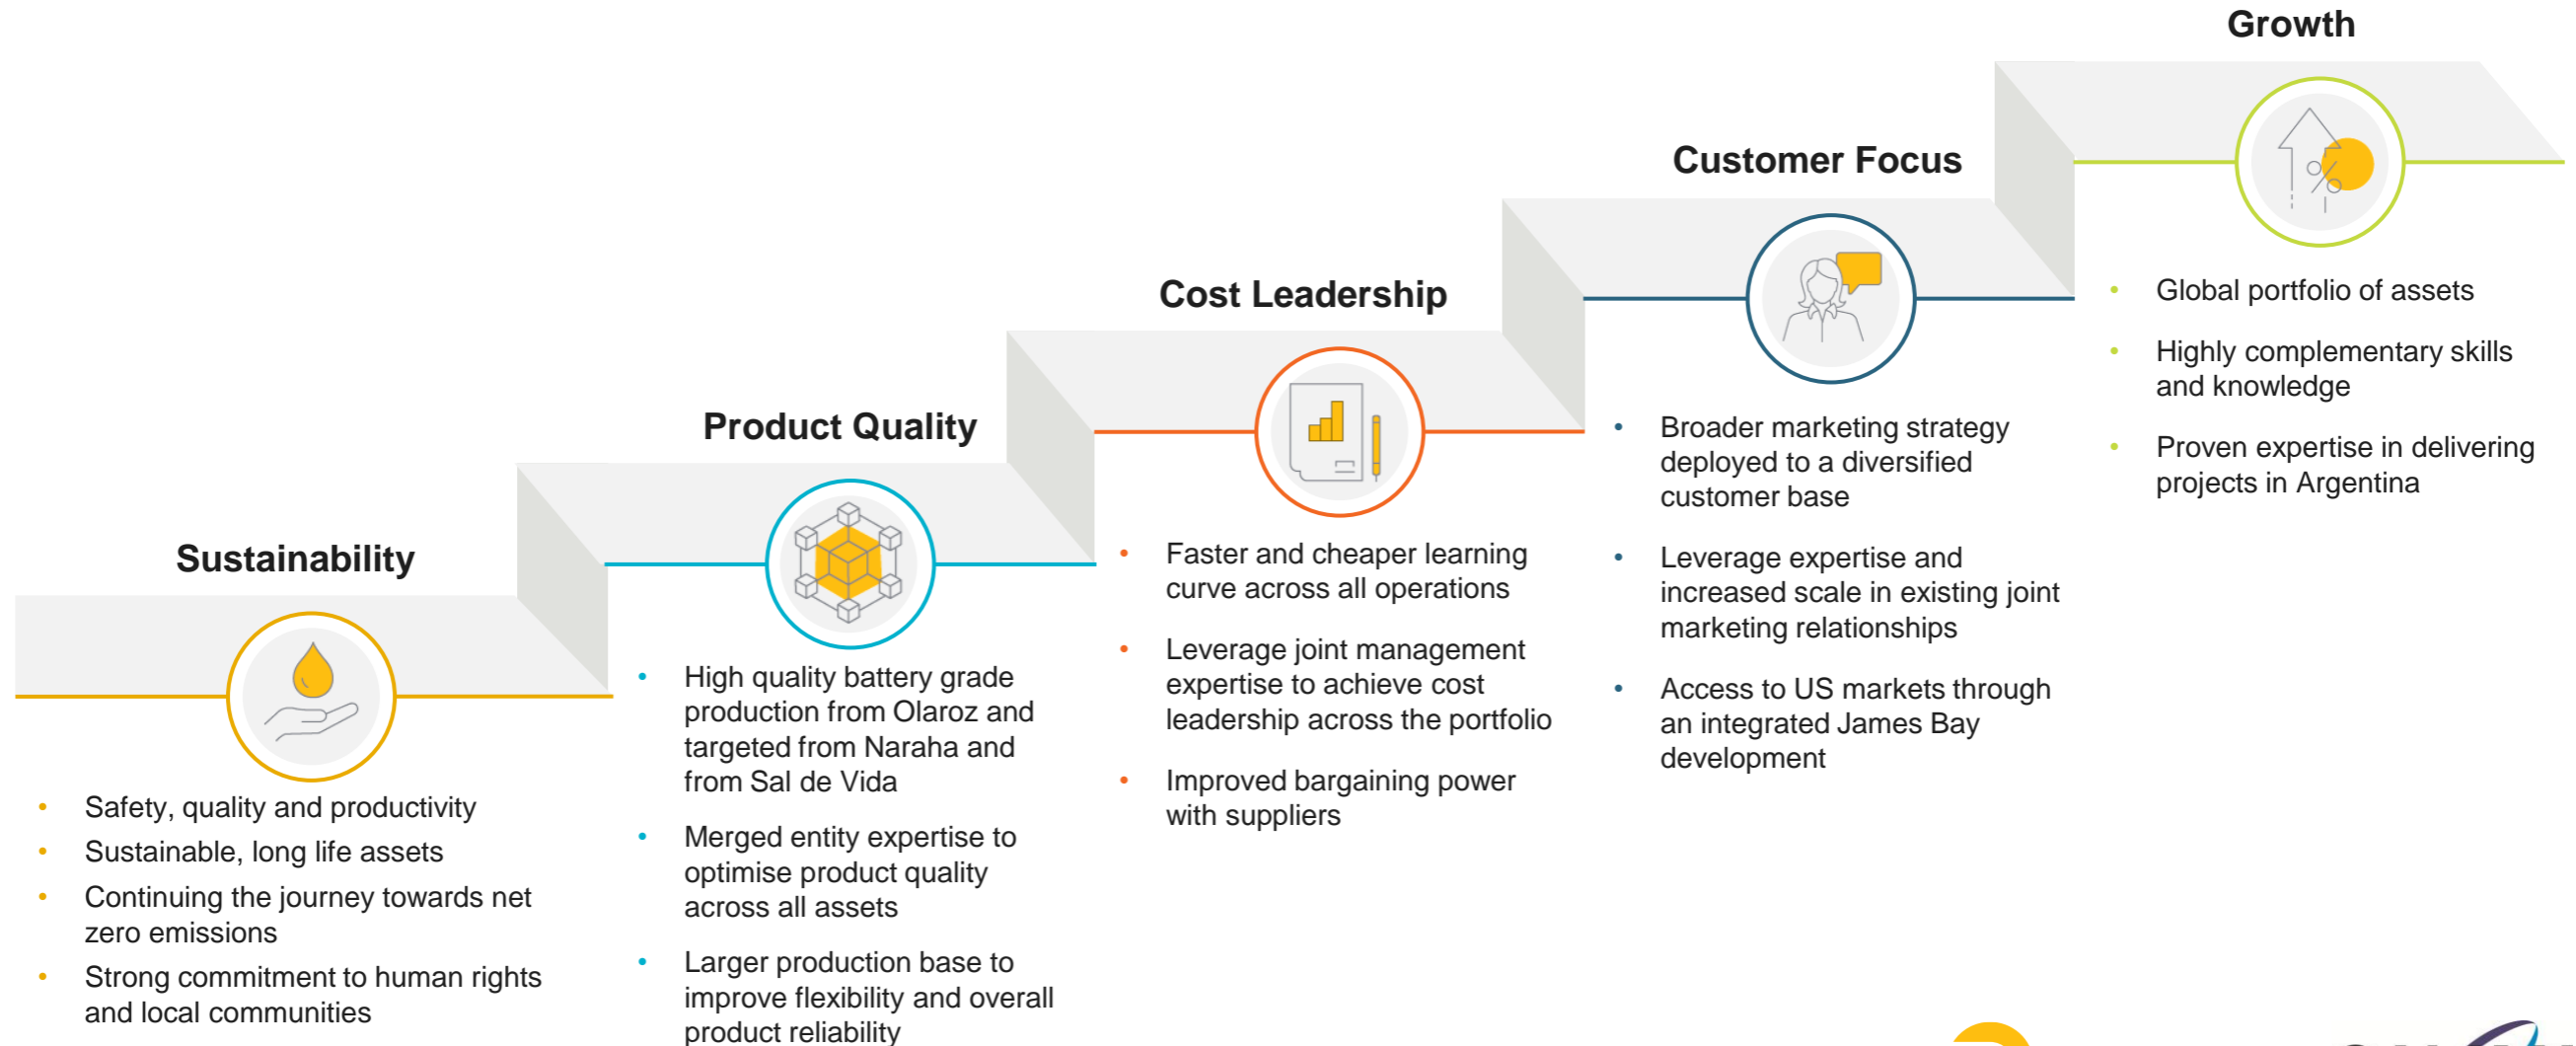 Growth
Customer Focus
Cost Leadership
Product Quality
Sustainability
• Safety, quality and productivity
• Sustainable, long life assets
• Continuing the journey towards net
zero emissions
• Strong commitment to human rights
and local communities
• High quality battery grade
production from Olaroz and
targeted from Naraha and
from Sal de Vida
• Merged entity expertise to
optimise product quality
across all assets
• Larger production base to
improve flexibility and overall
product reliability
• Faster and cheaper learning
curve across all operations
• Leverage joint management
expertise to achieve cost
leadership across the portfolio
• Improved bargaining power
with suppliers
• Broader marketing strategy
deployed to a diversified
customer base
• Leverage expertise and
increased scale in existing joint
marketing relationships
• Access to US markets through
an integrated James Bay
development
• Global portfolio of assets
• Highly complementary skills
and knowledge
• Proven expertise in delivering
projects in Argentina